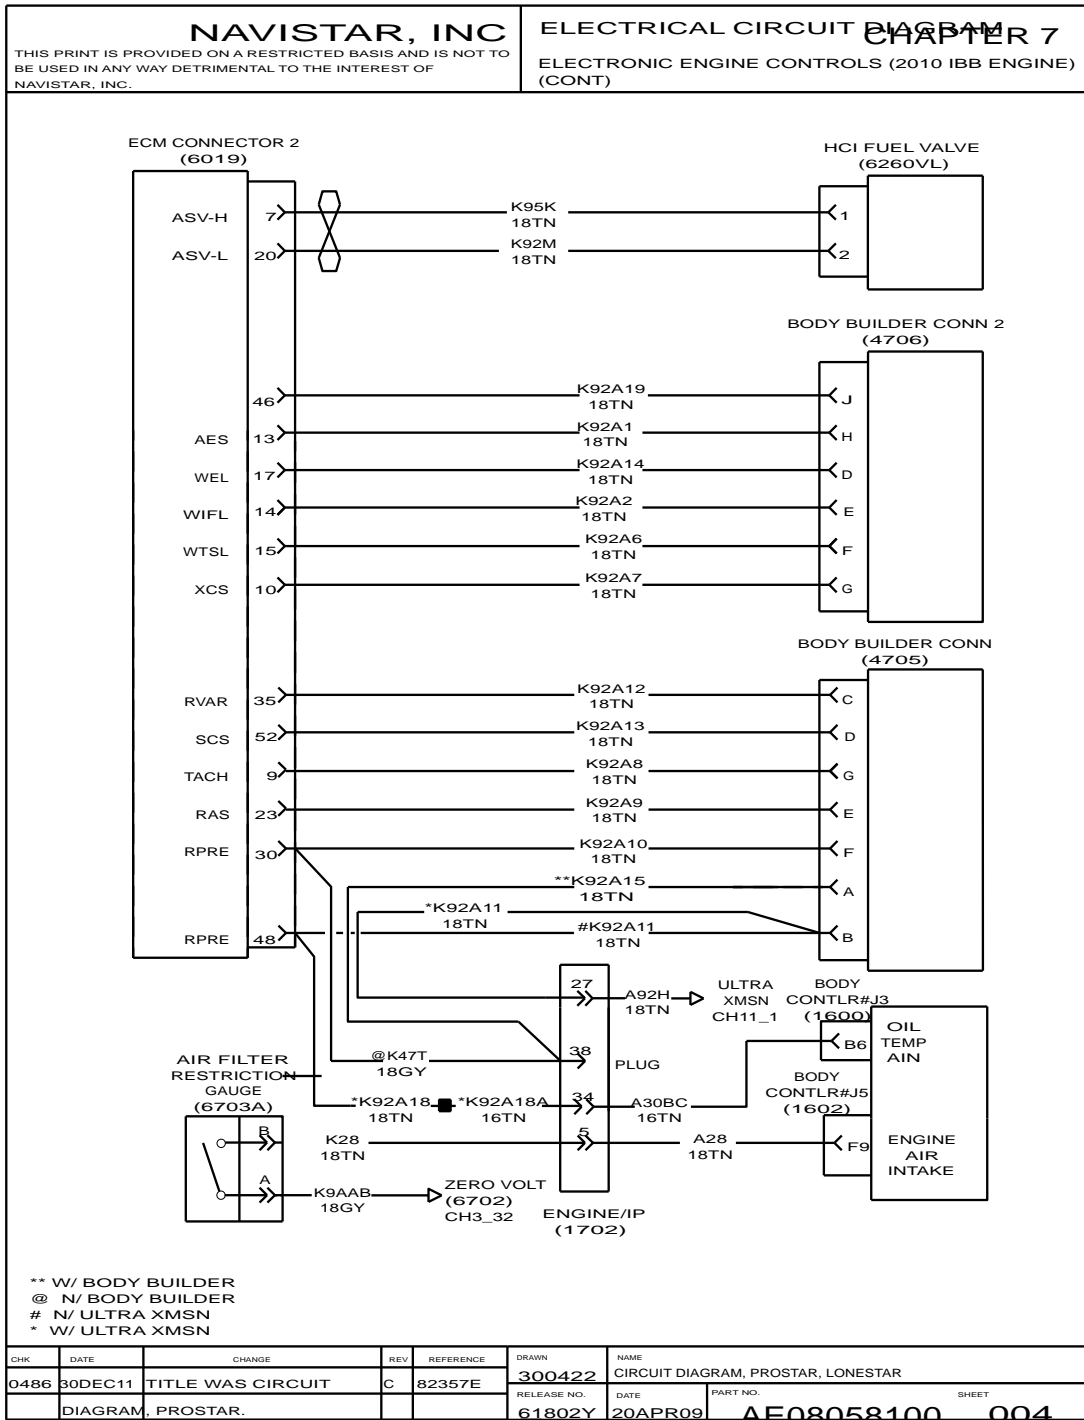 NAVISTAR, INC
THIS PRINT IS PROVIDED ON A RESTRICTED BASIS AND IS NOT TO
BE USED IN ANY WAY DETRIMENTAL TO THE INTEREST OF
NAVISTAR, INC.
ELECTRICAL CIRCUIT DIAGRAM
CHAPTER 7
ELECTRONIC ENGINE CONTROLS (2010 IBB ENGINE)
(CONT)
ECM CONNECTOR 2
(6019)
HCI FUEL VALVE
(6260VL)
ASV-H 7 K95K 1
18TN
ASV-L 20 K92M 2
18TN
BODY BUILDER CONN 2
(4706)
46 K92A19 J
18TN
AES 13 K92A1 H
18TN
WEL 17 K92A14 D
18TN
WIFL 14 K92A2 E
18TN
WTSL 15 K92A6 F
18TN
XCS 10 K92A7 G
18TN
BODY BUILDER CONN
(4705)
RVAR 35 K92A12 C
18TN
SCS 52 K92A13 D
18TN
TACH 9 K92A8 G
18TN
RAS 23 K92A9 E
18TN
RPRE 30 K92A10 F
18TN
**K92A15 A
18TN
*K92A11
18TN
RPRE 48 #K92A11 B
18TN
27 A92H
18TN
ULTRA
XMSN
CH11_1
BODY
CONTLR#J3
(1600)
B6
OIL
TEMP
AIN
@K47T 38
18GY
PLUG
AIR FILTER
RESTRICTION
GAUGE
(6703A)
*K92A18 *K92A18A 34 A30BC
18TN 16TN 16TN
BODY
CONTLR#J5
(1602)
B K28 5 A28 F9
18TN 18TN
ENGINE
AIR
INTAKE
A K9AAB
18GY
ZERO VOLT
(6702)
CH3_32
ENGINE/IP
(1702)
** W/ BODY BUILDER
@ N/ BODY BUILDER
# N/ ULTRA XMSN
* W/ ULTRA XMSN
CHK DATE CHANGE REV REFERENCE
0486 30DEC11 TITLE WAS CIRCUIT C 82357E
DIAGRAM, PROSTAR.
DRAWN NAME
300422 CIRCUIT DIAGRAM, PROSTAR, LONESTAR
RELEASE NO. DATE PART NO. SHEET
61802Y 20APR09 AE08058100 004